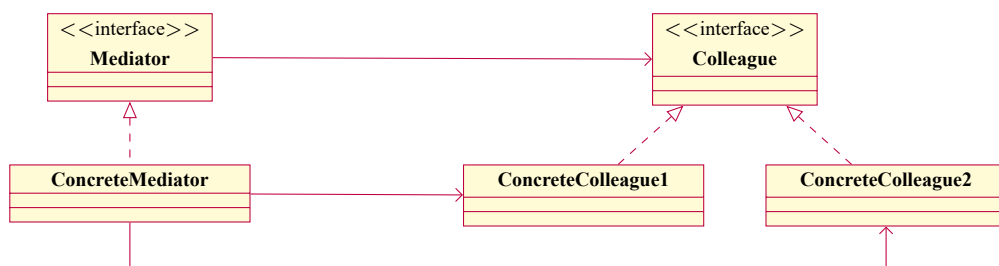 <<interface>>
Mediator
<<interface>>
Colleague
ConcreteMediator
ConcreteColleague1
ConcreteColleague2